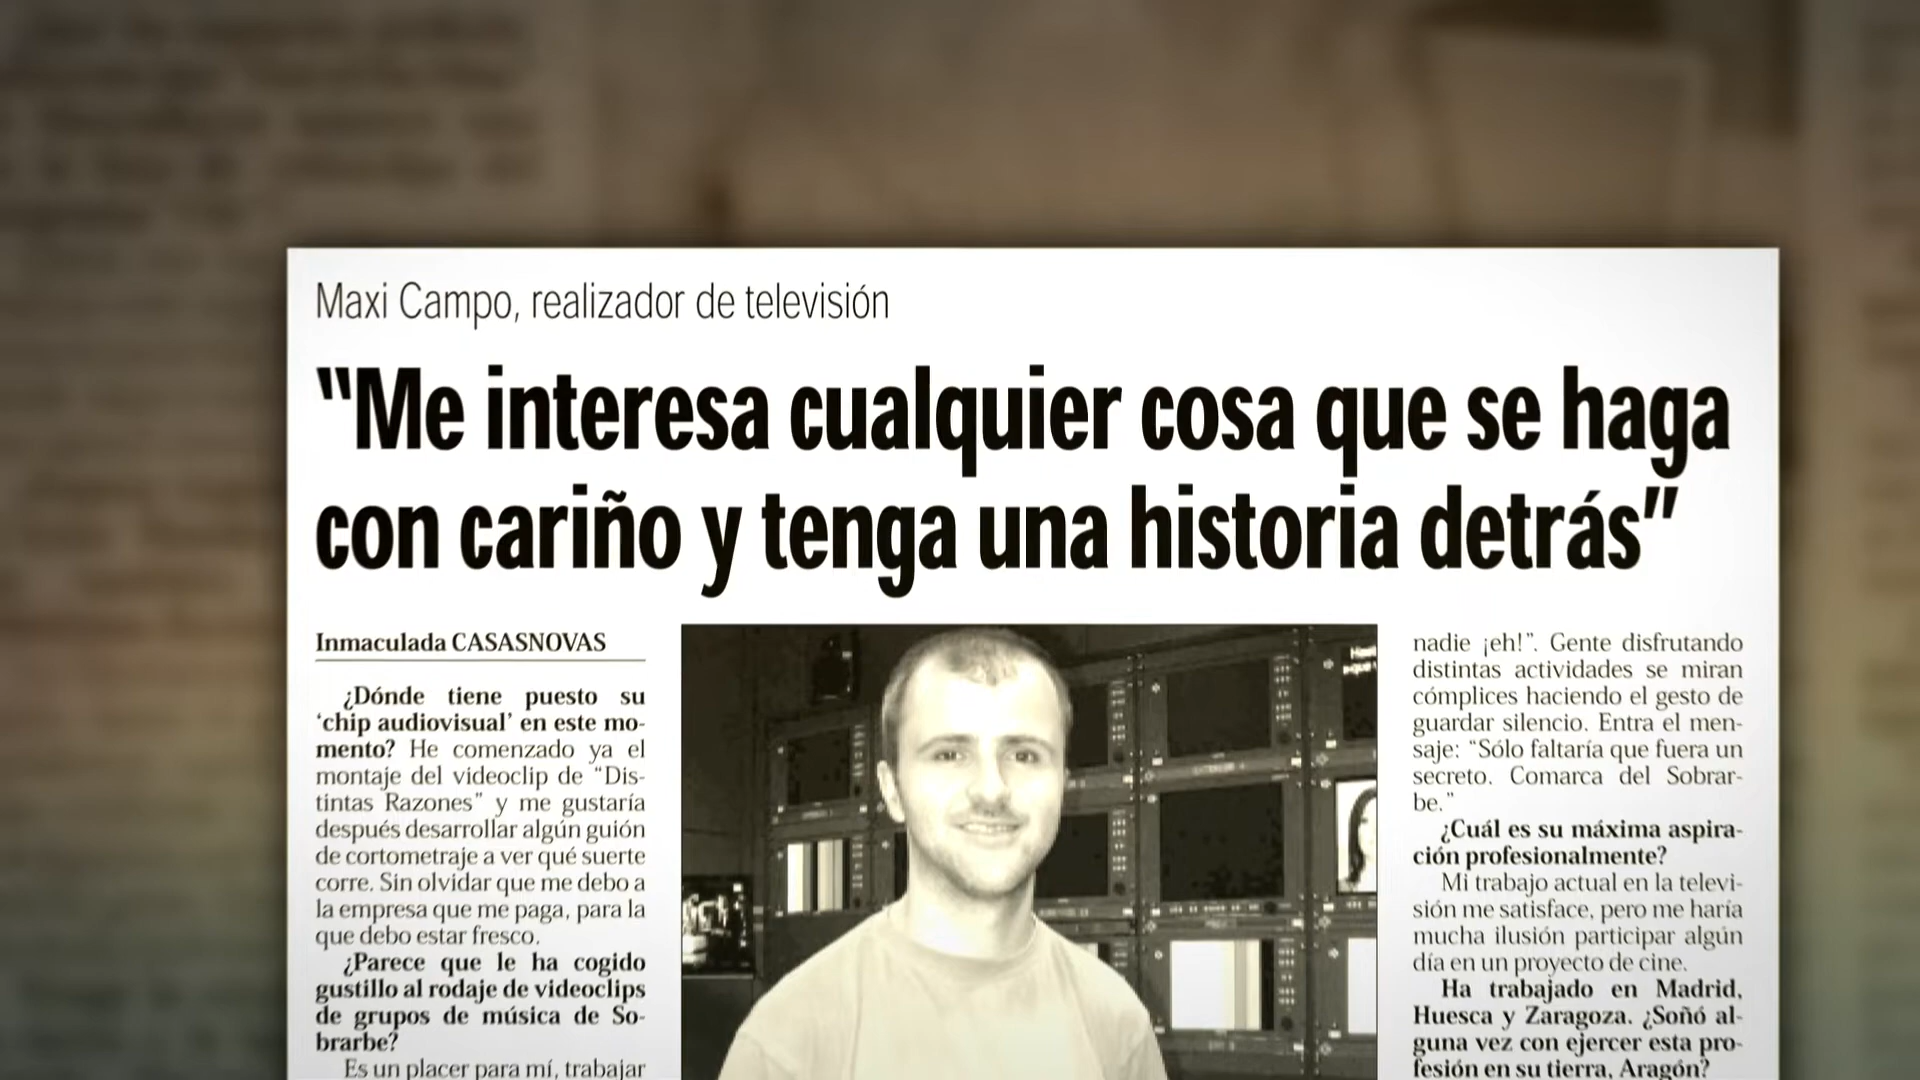 Maxi Campo, realizador de televisión
“Me interesa cualquier cosa que se haga
con cariño y tenga una historia detrás”
Inmaculada CASASNOVAS
¿Dónde tiene puesto su
‘chip audiovisual’ en este mo-
mento? He comenzado ya el
montaje del videoclip de “Dis-
tintas Razones” y me gustaría
después desarrollar algún guión
de cortometraje a ver qué suerte
corre. Sin olvidar que me debo a
la empresa que me paga, para la
que debo estar fresco.
¿Parece que le ha cogido
gustillo al rodaje de videoclips
de grupos de música de So-
brarbe?
Es un placer para mí, trabajar
nadie ¡eh!”. Gente disfrutando
distintas actividades se miran
cómplices haciendo el gesto de
guardar silencio. Entra el men-
saje: “Sólo faltaría que fuera un
secreto. Comarca del Sobrar-
be.”
¿Cuál es su máxima aspira-
ción profesionalmente?
Mi trabajo actual en la televi-
sión me satisface, pero me haría
mucha ilusión participar algún
día en un proyecto de cine.
Ha trabajado en Madrid,
Huesca y Zaragoza. ¿Soñó al-
guna vez con ejercer esta pro-
fesión en su tierra, Aragón?